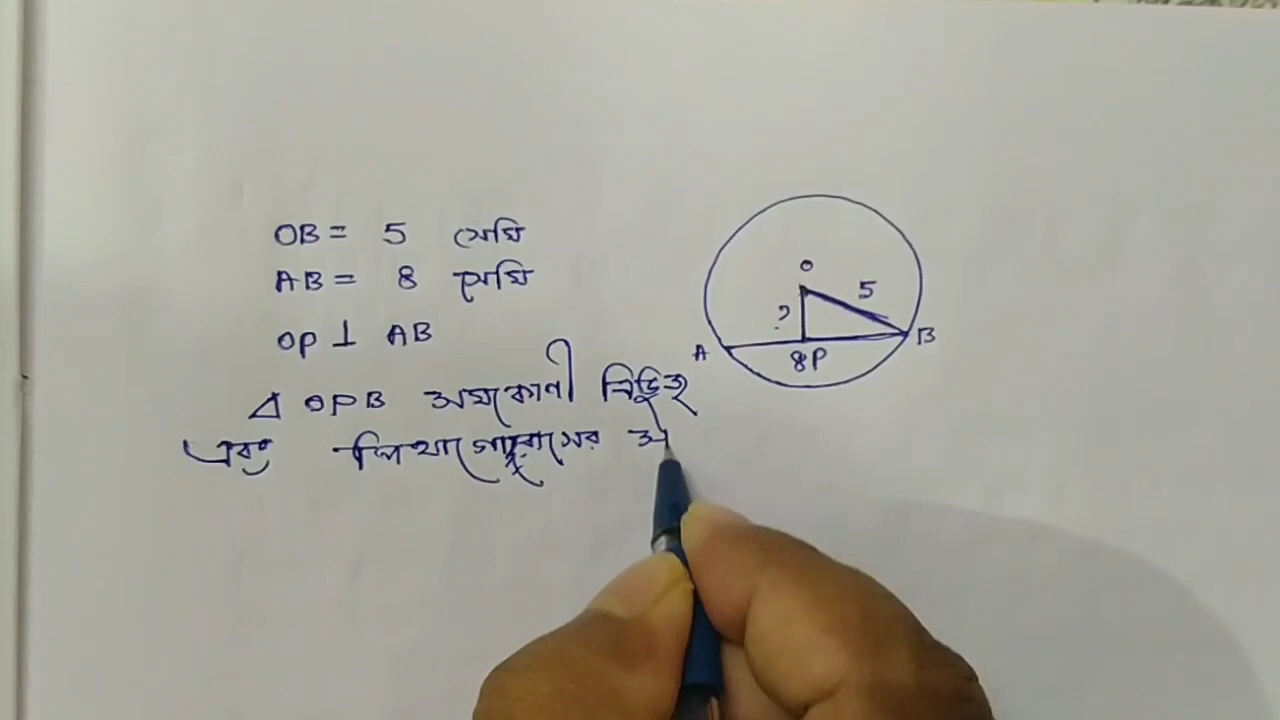 OB = 5 সেমি
AB = 8 সেমি
OP ⊥ AB
Δ OPB সমকোণী ত্রিভুজ
এবং পিথাগোরাসের
O
5
?
A
8P
B